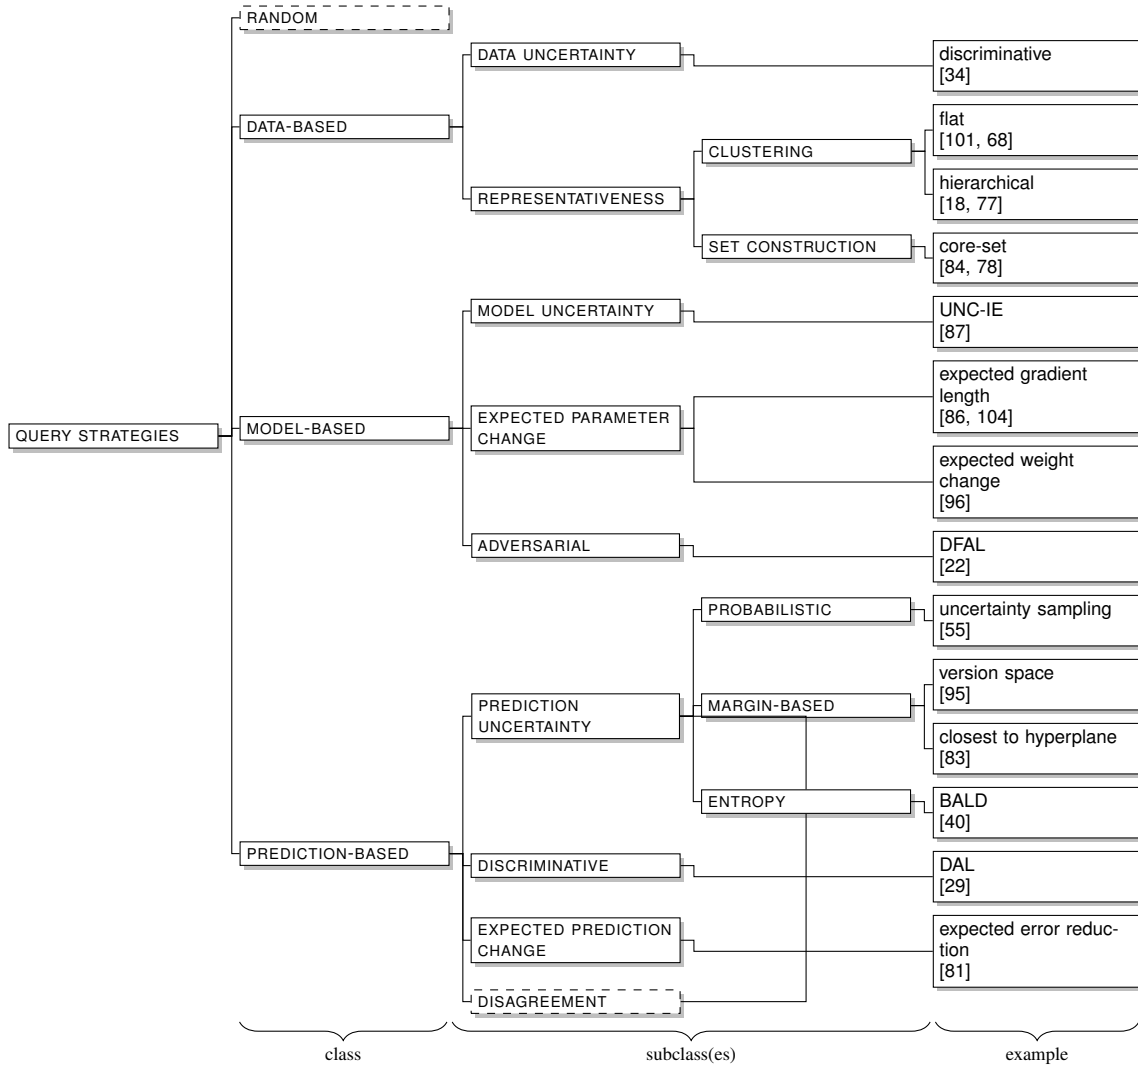 RANDOM
DATA UNCERTAINTY
discriminative
[34]
DATA-BASED
flat
[101, 68]
CLUSTERING
hierarchical
[18, 77]
REPRESENTATIVENESS
SET CONSTRUCTION
core-set
[84, 78]
MODEL UNCERTAINTY
UNC-IE
[87]
expected gradient
length
[86, 104]
QUERY STRATEGIES
MODEL-BASED
EXPECTED PARAMETER
CHANGE
expected weight
change
[96]
ADVERSARIAL
DFAL
[22]
PROBABILISTIC
uncertainty sampling
[55]
version space
[95]
PREDICTION
UNCERTAINTY
MARGIN-BASED
closest to hyperplane
[83]
ENTROPY
BALD
[40]
PREDICTION-BASED
DISCRIMINATIVE
DAL
[29]
EXPECTED PREDICTION
CHANGE
expected error reduc-
tion
[81]
DISAGREEMENT
class
subclass(es)
example